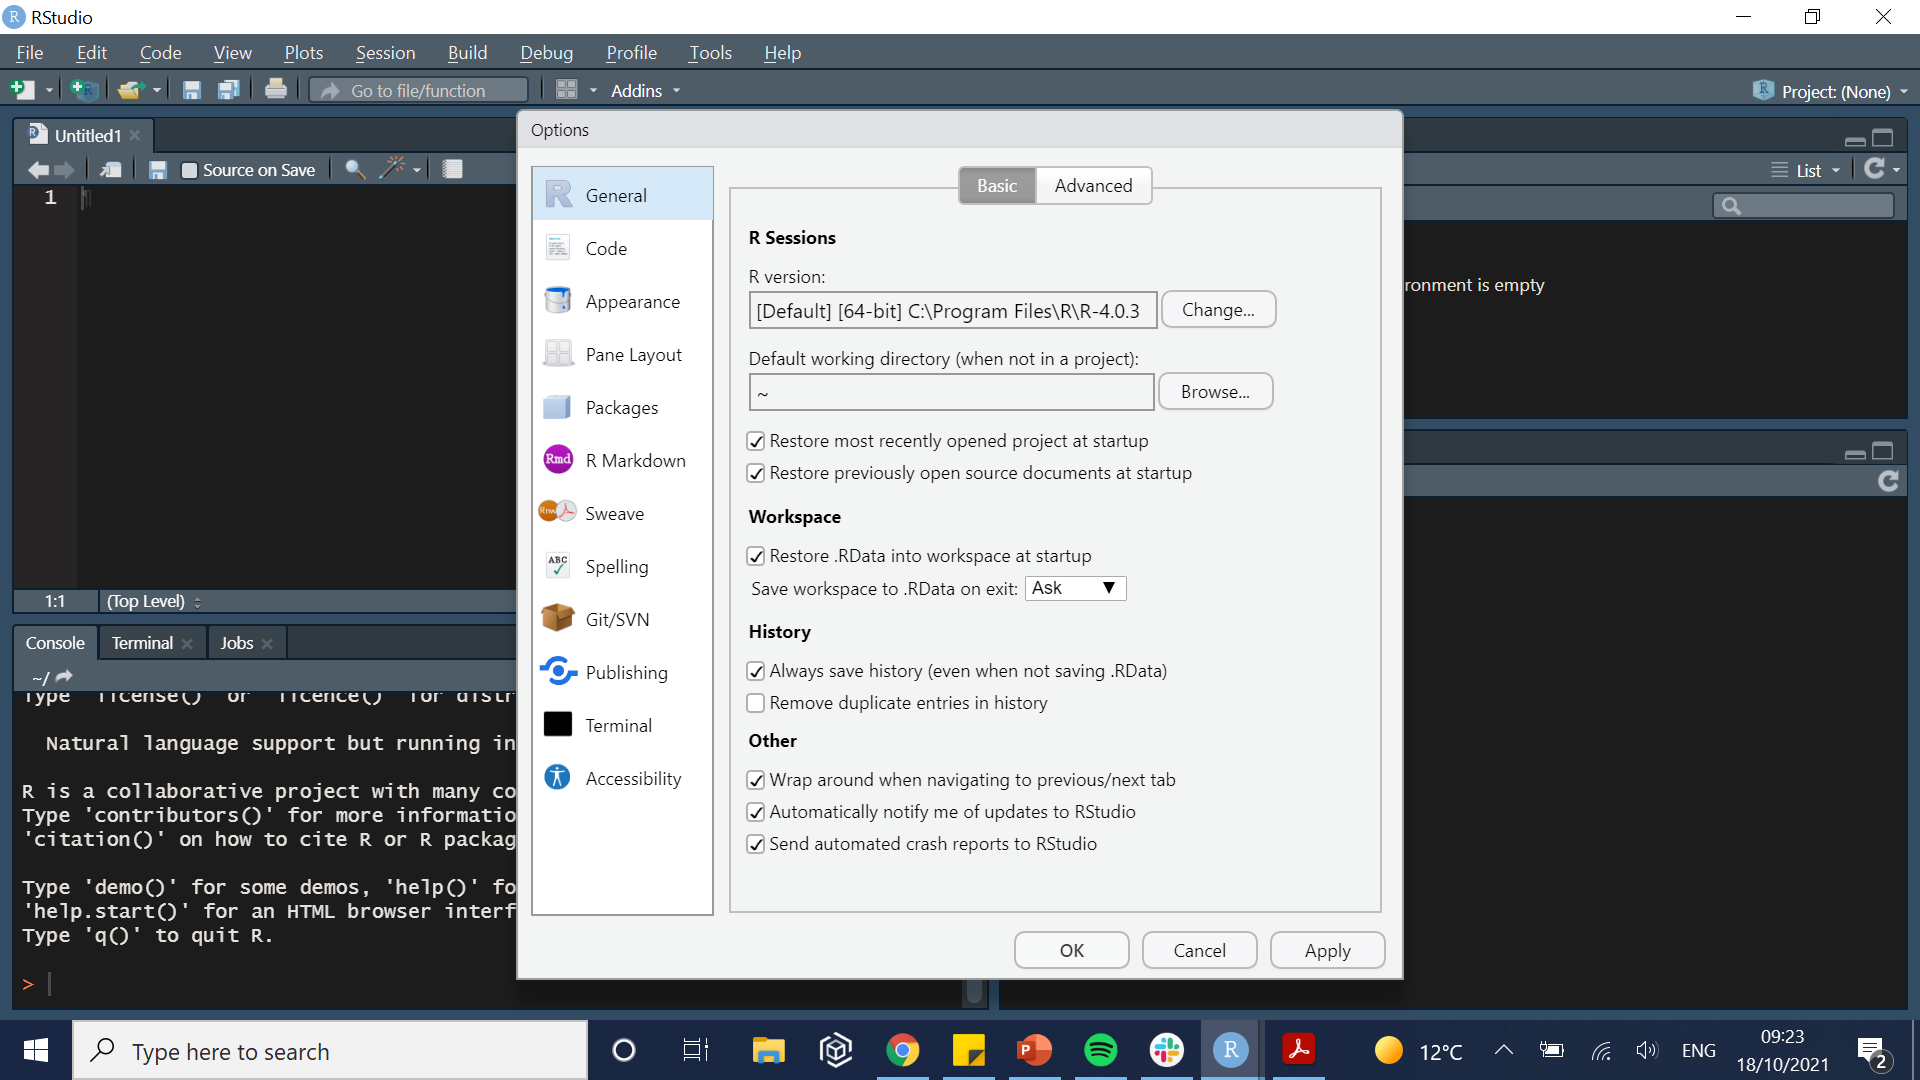 RStudio
File Edit Code View Plots Session Build Debug Profile Tools Help
Go to file/function Addins Project: (None)
Untitled1
Source on Save
List
1
ronment is empty
1:1 (Top Level)
Console Terminal Jobs
~/
Type 'license()' or 'licence()' for distr
Natural language support but running in
R is a collaborative project with many co
Type 'contributors()' for more informatio
'citation()' on how to cite R or R packag
Type 'demo()' for some demos, 'help()' fo
'help.start()' for an HTML browser interf
Type 'q()' to quit R.
>
Options
General
Code
Appearance
Pane Layout
Packages
Rmd R Markdown
Rnw Sweave
ABC Spelling
Git/SVN
Publishing
Terminal
Accessibility
Basic Advanced
R Sessions
R version:
[Default] [64-bit] C:\Program Files\R\R-4.0.3 Change...
Default working directory (when not in a project):
~ Browse...
Restore most recently opened project at startup
Restore previously open source documents at startup
Workspace
Restore .RData into workspace at startup
Save workspace to .RData on exit: Ask
History
Always save history (even when not saving .RData)
Remove duplicate entries in history
Other
Wrap around when navigating to previous/next tab
Automatically notify me of updates to RStudio
Send automated crash reports to RStudio
OK Cancel Apply
Type here to search
12°C ENG 09:23
18/10/2021
2